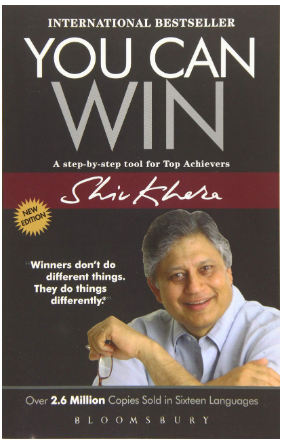 INTERNATIONAL BESTSELLER
YOU CAN
WIN
A step-by-step tool for Top Achievers
Shiv Khera
NEW
EDITION
"Winners don't do
different things.
They do things
differently."®
Over 2.6 Million Copies Sold in Sixteen Languages
BLOOMSBURY